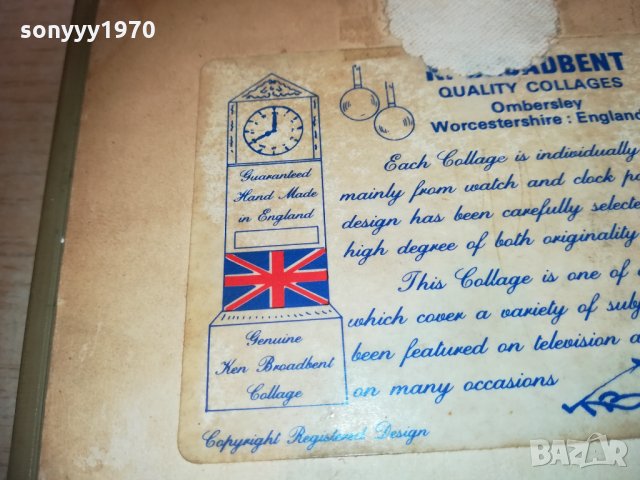 sonyyy1970
QUALITY COLLAGES
Ombersley
Worcestershire : England
Guaranteed
Hand Made
in England
Each Collage is individually
mainly from watch and clock
design has been carefully
high degree of both originality
This Collage is one of
which cover a variety of
been featured on television
on many occasions
Genuine
Ken Broadbent
Collage
Copyright Registered Design
BAZAR